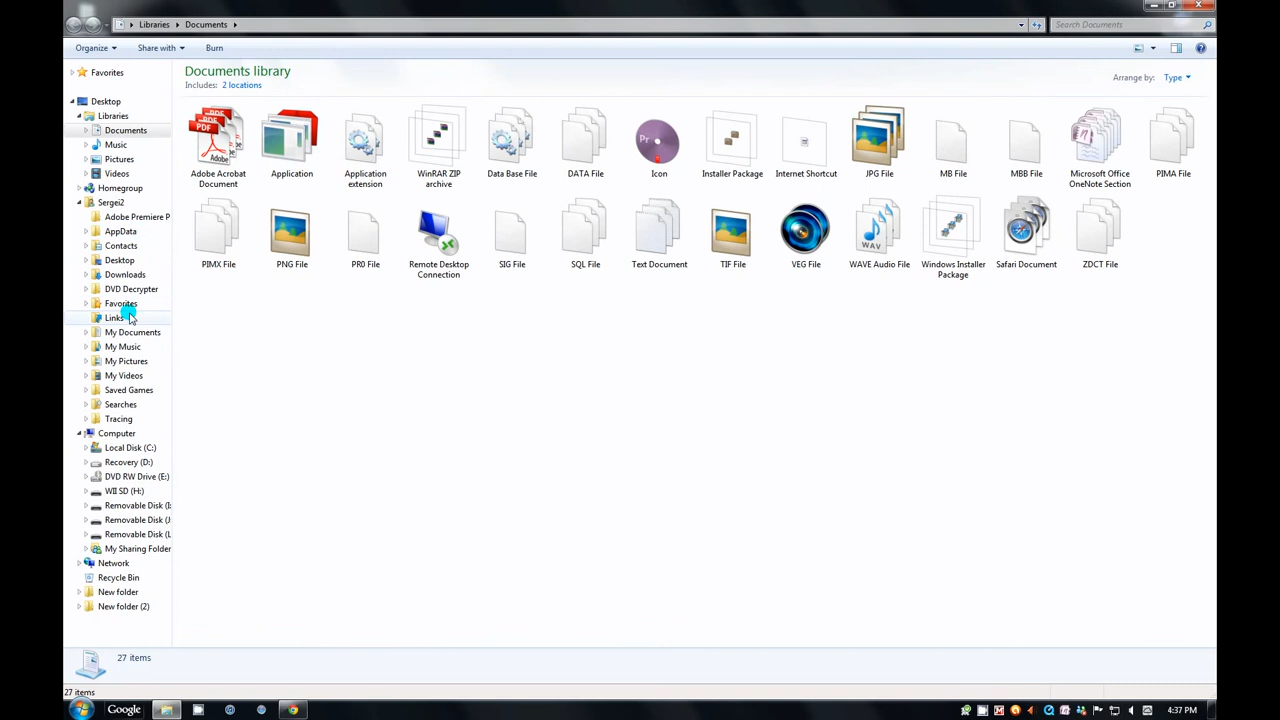 Libraries ▸ Documents ▸
Search Documents
Organize Share with Burn
Favorites
Desktop
Libraries
Documents
Music
Pictures
Videos
Homegroup
Sergei2
Adobe Premiere P
AppData
Contacts
Desktop
Downloads
DVD Decrypter
Favorites
Links
My Documents
My Music
My Pictures
My Videos
Saved Games
Searches
Tracing
Computer
Local Disk (C:)
Recovery (D:)
DVD RW Drive (E:)
WII SD (H:)
Removable Disk (I:
Removable Disk (J:
Removable Disk (L
My Sharing Folder
Network
Recycle Bin
New folder
New folder (2)
Documents library
Includes: 2 locations
Arrange by: Type
Adobe Acrobat
Document
Application
Application
extension
WinRAR ZIP
archive
Data Base File
DATA File
Icon
Installer Package
Internet Shortcut
JPG File
MB File
MBB File
Microsoft Office
OneNote Section
PIMA File
PIMX File
PNG File
PR0 File
Remote Desktop
Connection
SIG File
SQL File
Text Document
TIF File
VEG File
WAVE Audio File
Windows Installer
Package
Safari Document
ZDCT File
PDF
Adobe
Pr
WAV
27 items
27 items
Google
4:37 PM